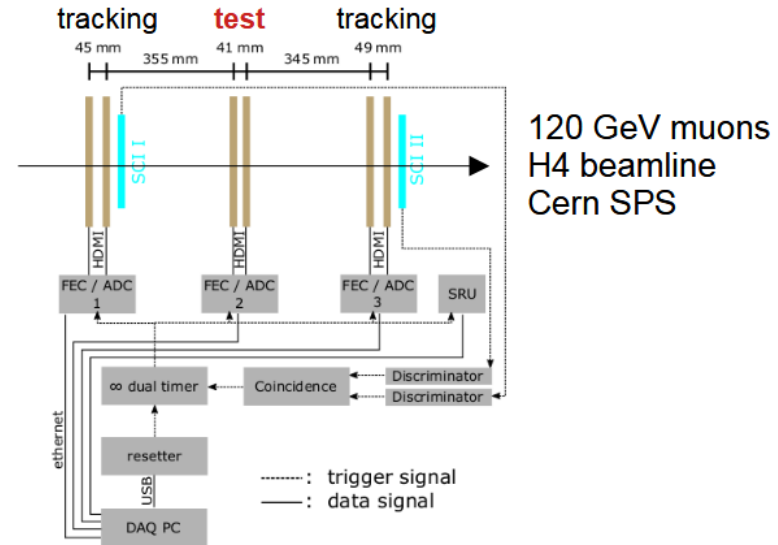 tracking test tracking
45 mm 41 mm 49 mm
355 mm 345 mm
SCI I
SCI II
120 GeV muons
H4 beamline
Cern SPS
HDMI HDMI HDMI
FEC / ADC
1
FEC / ADC
2
FEC / ADC
3
SRU
∞ dual timer
Coincidence
Discriminator
Discriminator
ethernet
resetter
USB
DAQ PC
: trigger signal
: data signal